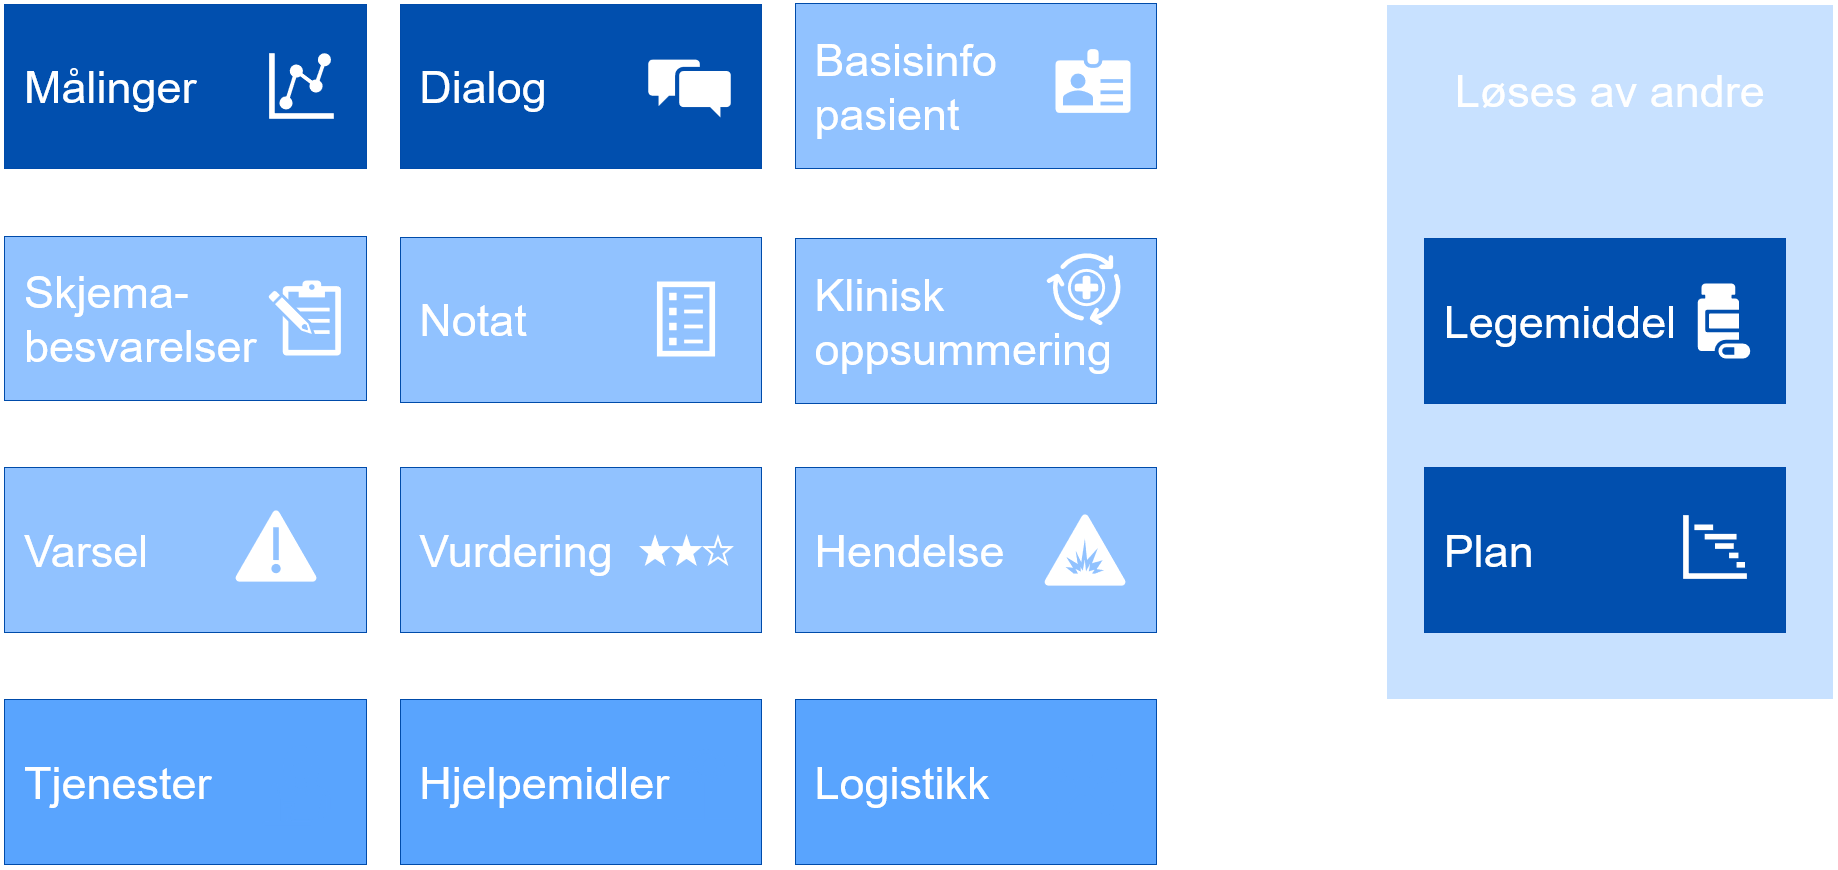 Målinger
Dialog
Basisinfo
pasient
Løses av andre
Skjema-
besvarelser
Notat
Klinisk
oppsummering
Legemiddel
Varsel
Vurdering
Hendelse
Plan
Tjenester
Hjelpemidler
Logistikk